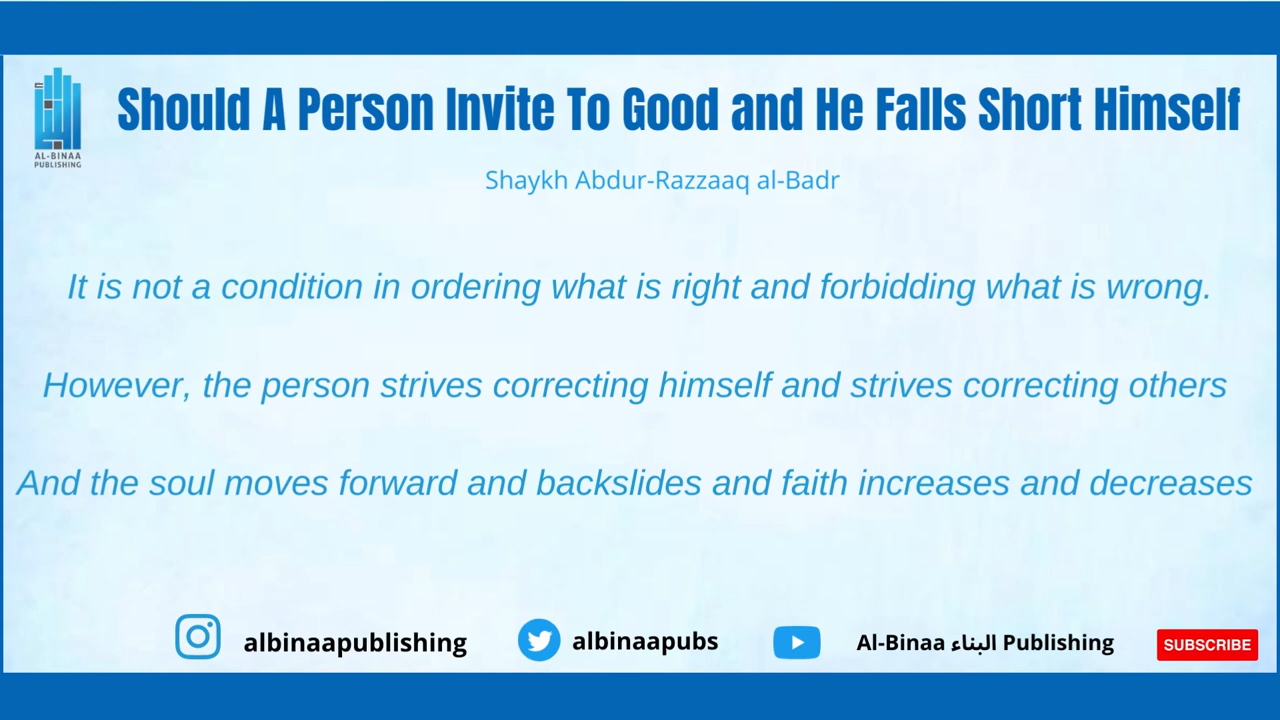 AL-BINAA
PUBLISHING
Should A Person Invite To Good and He Falls Short Himself
Shaykh Abdur-Razzaaq al-Badr
It is not a condition in ordering what is right and forbidding what is wrong.
However, the person strives correcting himself and strives correcting others
And the soul moves forward and backslides and faith increases and decreases
albinaapublishing
albinaapubs
Al-Binaa البناء Publishing
SUBSCRIBE